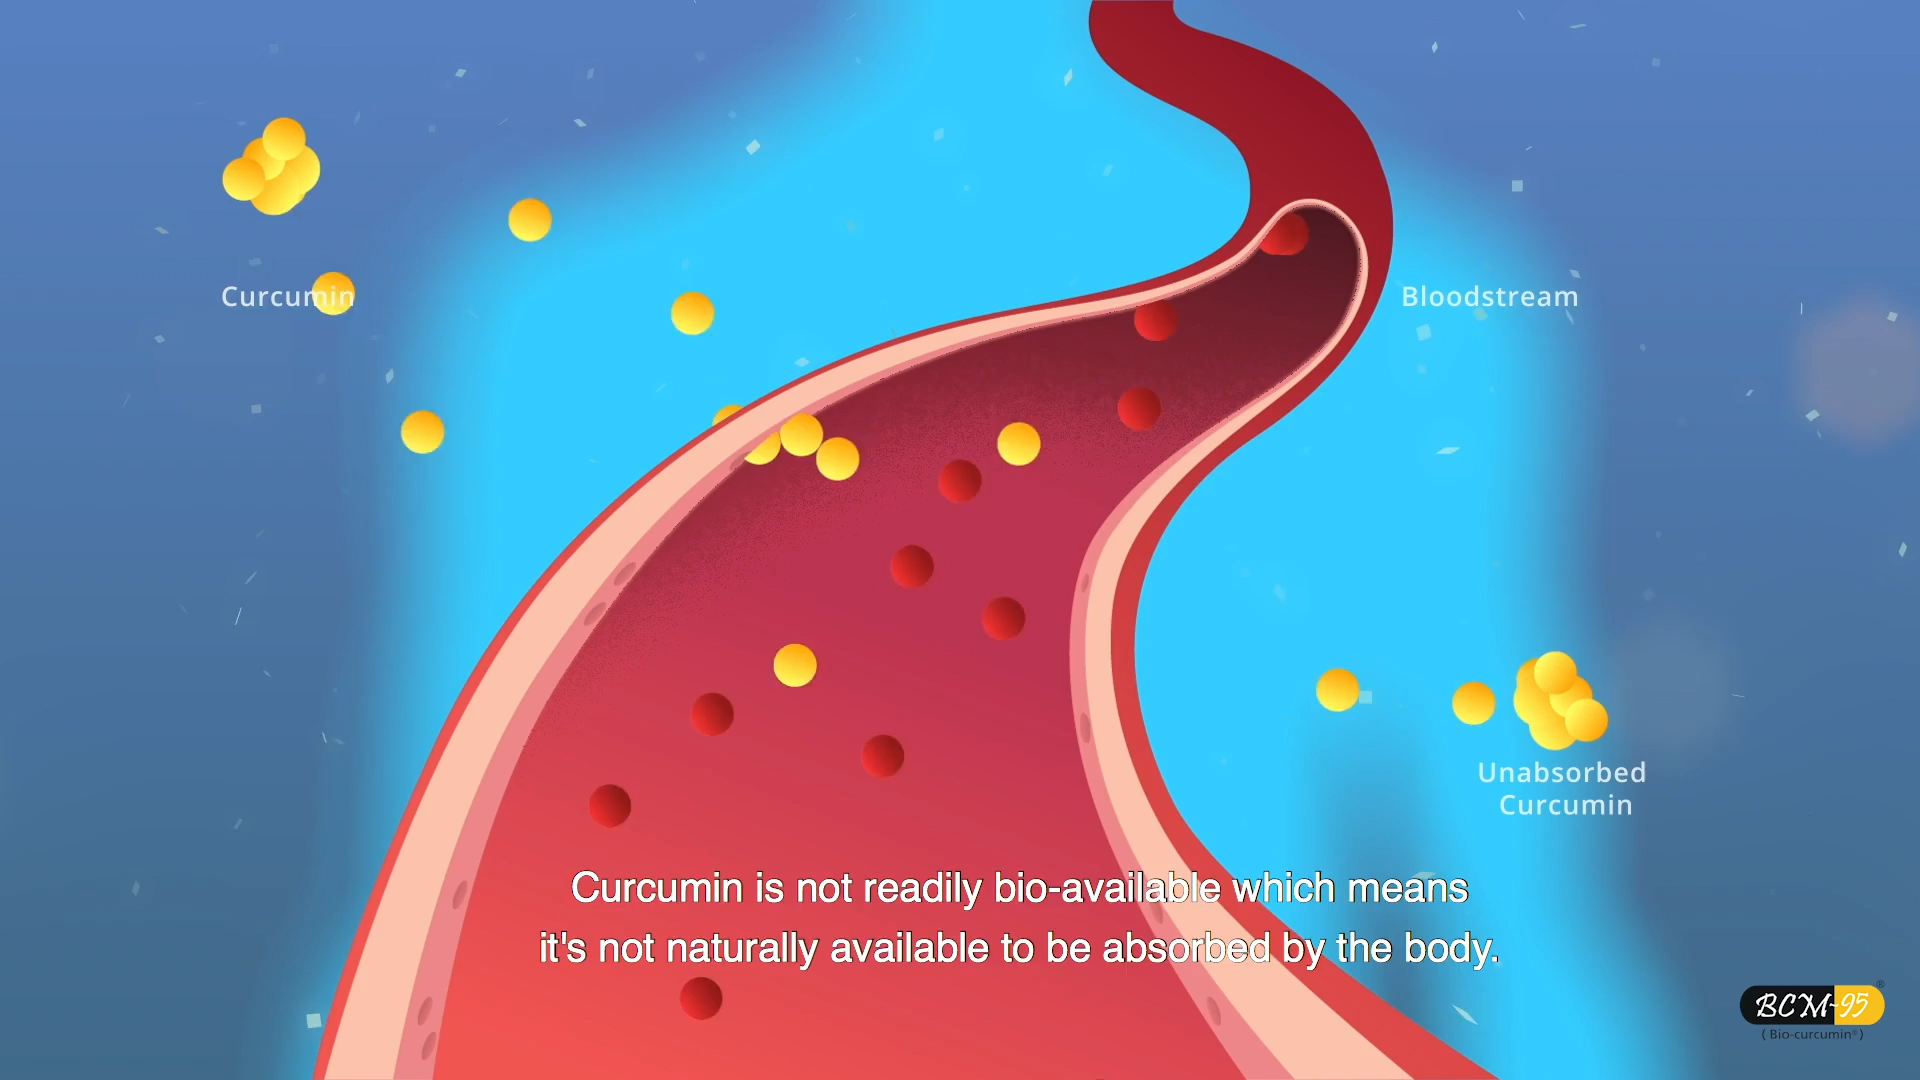 Curcumin
Bloodstream
Unabsorbed
Curcumin
Curcumin is not readily bio-available which means
it's not naturally available to be absorbed by the body.
BCM-95®
(Bio-curcumin®)